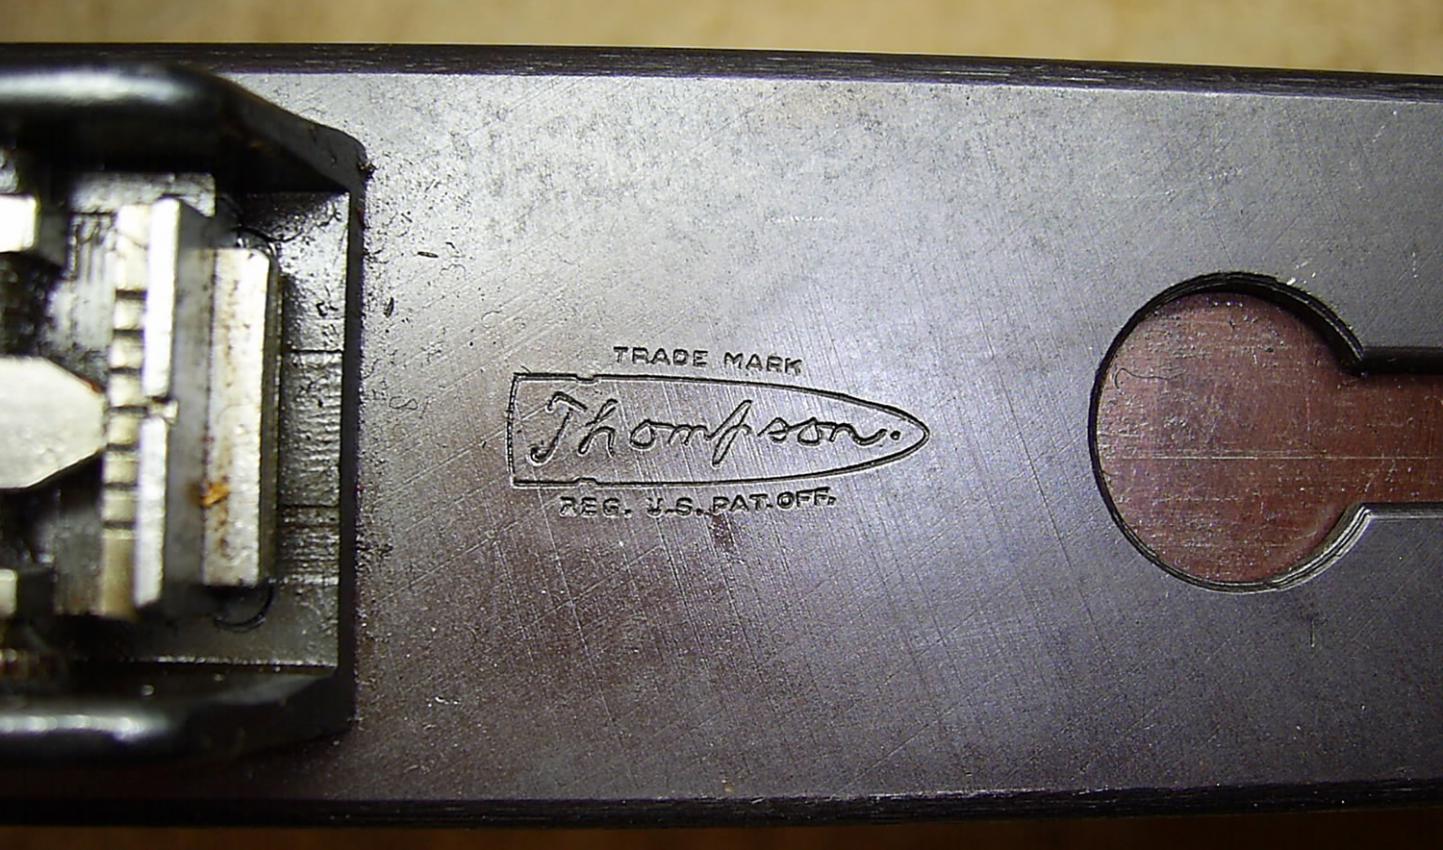 TRADE MARK
Thompson.
REG. U.S. PAT. OFF.